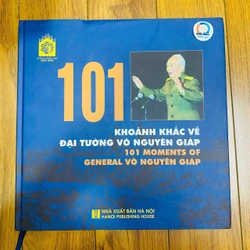 101
KHOẢNH KHẮC VỀ
ĐẠI TƯỚNG VÕ NGUYÊN GIÁP
101 MOMENTS OF
GENERAL VÕ NGUYÊN GIÁP
NHÀ XUẤT BẢN HÀ NỘI
HANOI PUBLISHING HOUSE